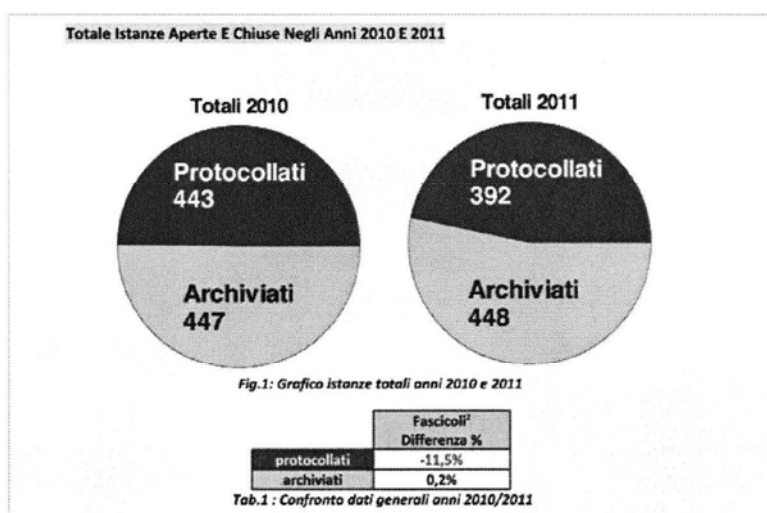 Totale Istanze Aperte E Chiuse Negli Anni 2010 E 2011
Totali 2010
Totali 2011
Protocollati
443
Archiviati
447
Protocollati
392
Archiviati
448
Fig.1: Grafico istanze totali anni 2010 e 2011
Fascicoli²
Differenza %
protocollati -11,5%
archiviati 0,2%
Tab.1 : Confronto dati generali anni 2010/2011